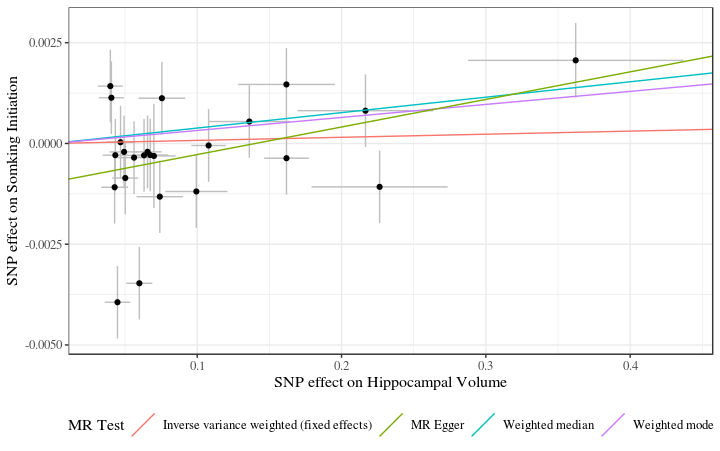 SNP effect on Somking Initiation
0.0025
0.0000
-0.0025
-0.0050
0.1 0.2 0.3 0.4
SNP effect on Hippocampal Volume
MR Test Inverse variance weighted (fixed effects) MR Egger Weighted median Weighted mode